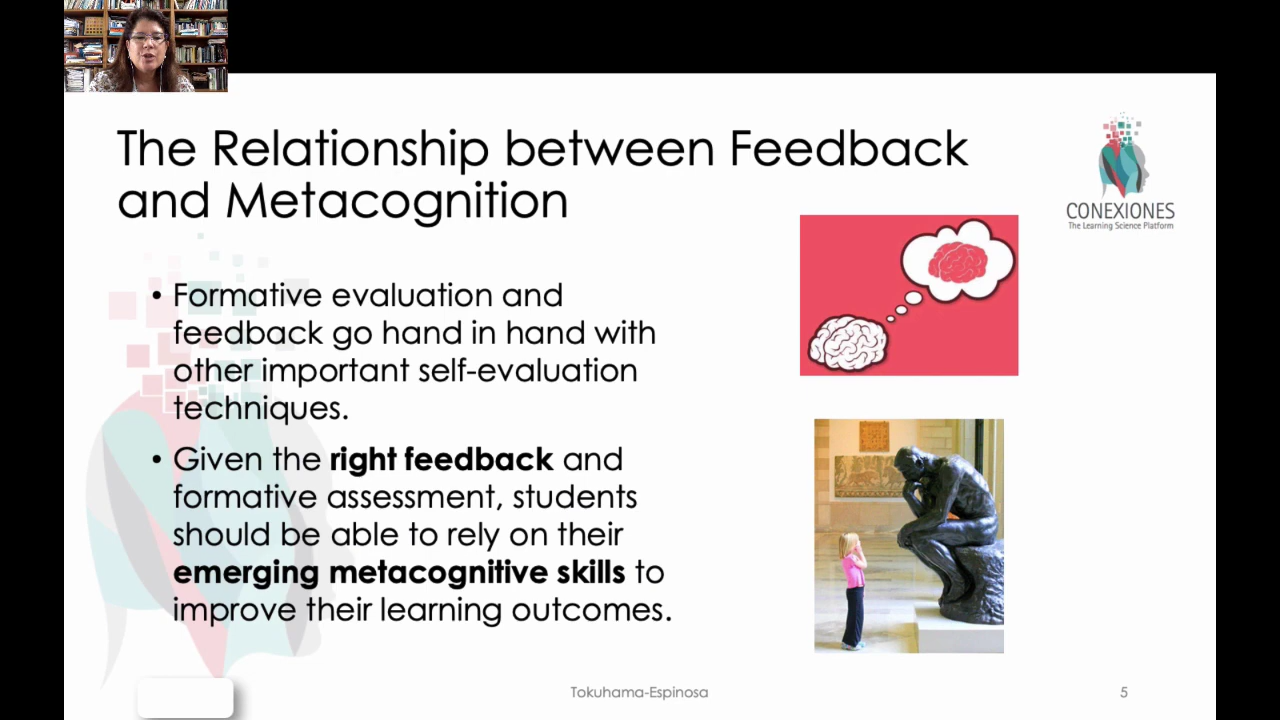 The Relationship between Feedback
and Metacognition
CONEXIONES
The Learning Science Platform
• Formative evaluation and
feedback go hand in hand with
other important self-evaluation
techniques.
• Given the right feedback and
formative assessment, students
should be able to rely on their
emerging metacognitive skills to
improve their learning outcomes.
Tokuhama-Espinosa
5